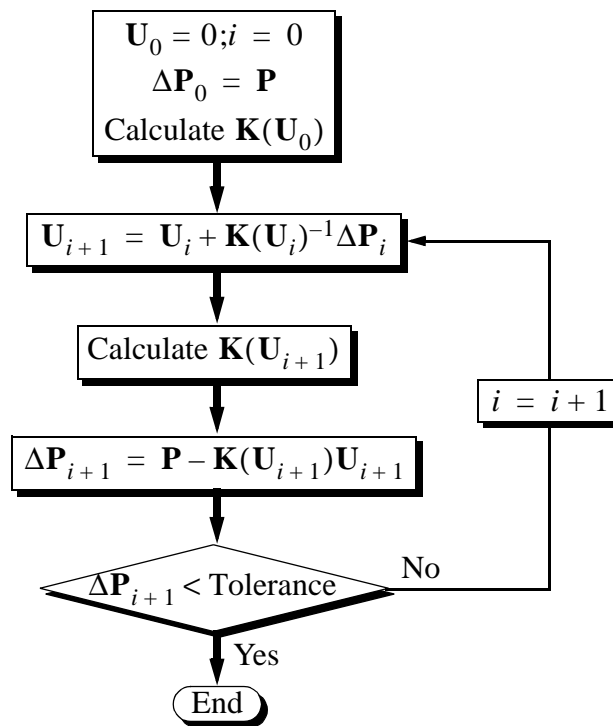 U₀ = 0; i = 0
ΔP₀ = P
Calculate K(U₀)
Uᵢ₊₁ = Uᵢ + K(Uᵢ)⁻¹ΔPᵢ
Calculate K(Uᵢ₊₁)
i = i + 1
ΔPᵢ₊₁ = P – K(Uᵢ₊₁)Uᵢ₊₁
ΔPᵢ₊₁ < Tolerance
No
Yes
End